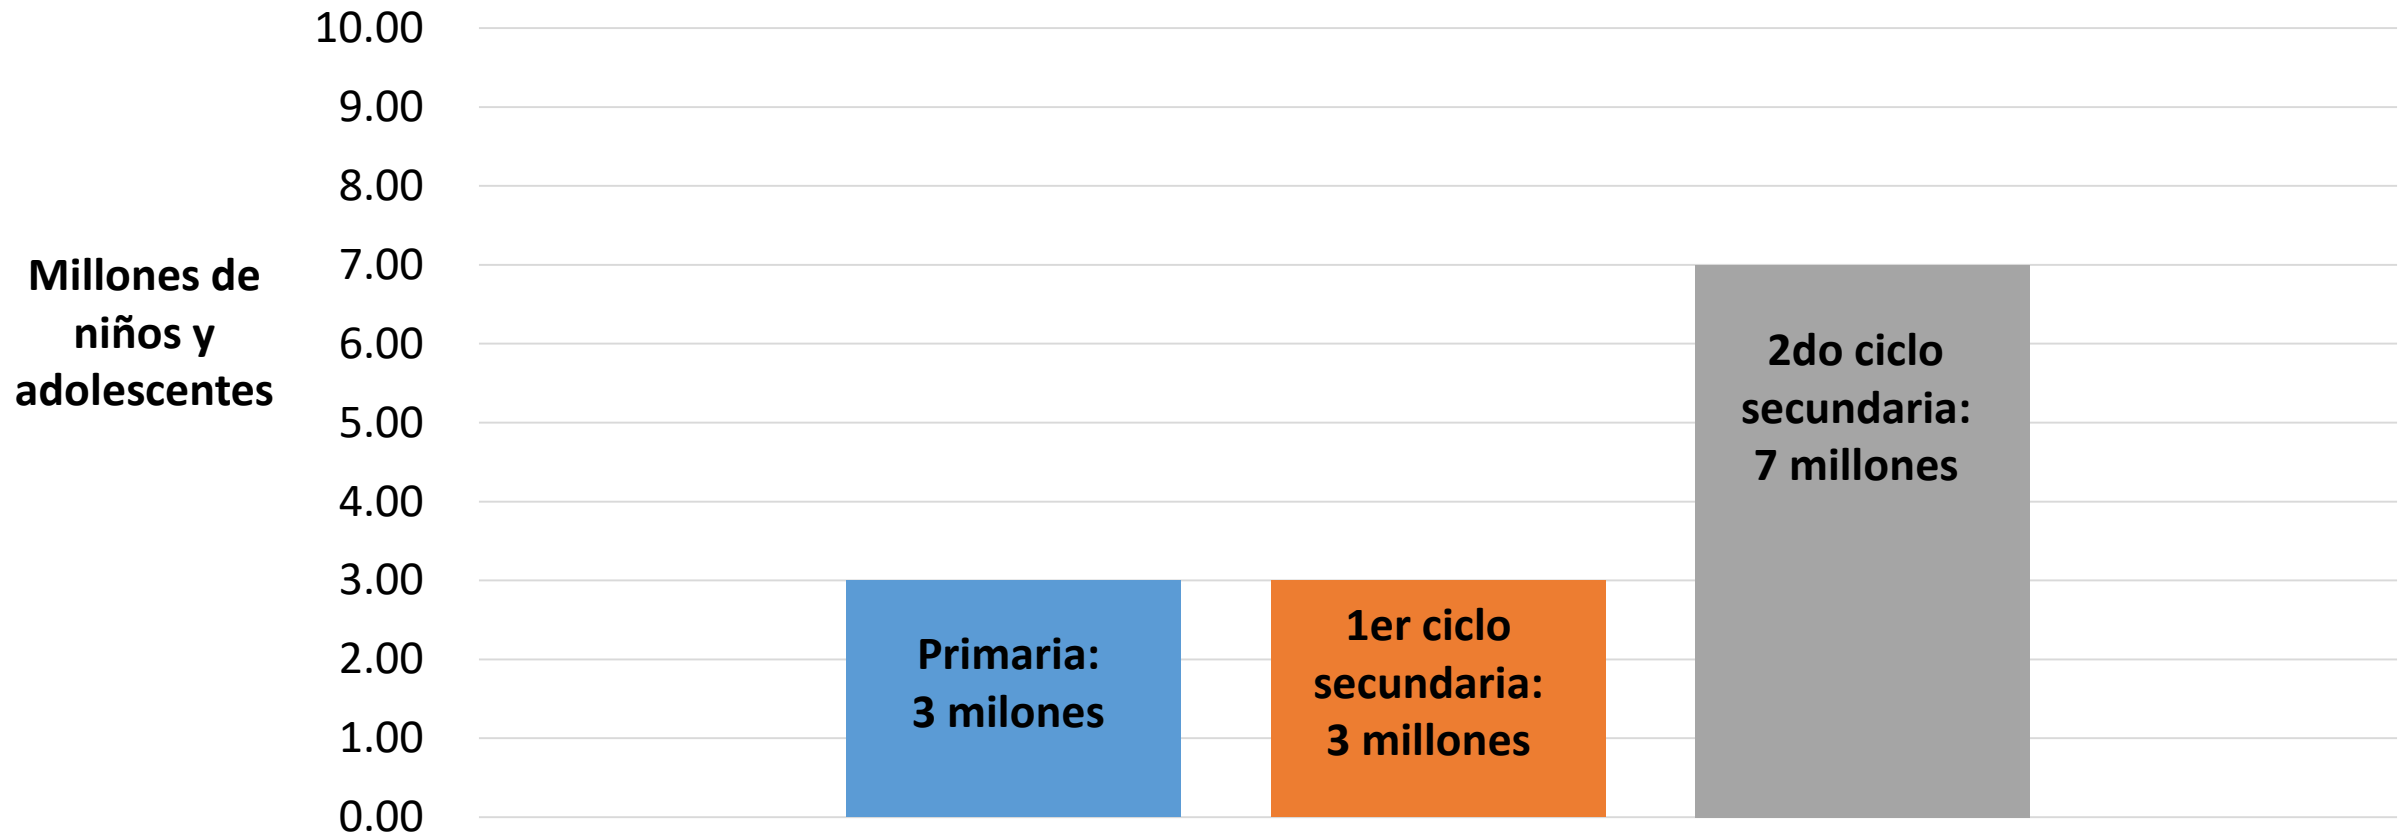 10.00
9.00
8.00
7.00
6.00
5.00
4.00
3.00
2.00
1.00
0.00
Millones de
niños y
adolescentes
Primaria:
3 milones
1er ciclo
secundaria:
3 millones
2do ciclo
secundaria:
7 millones